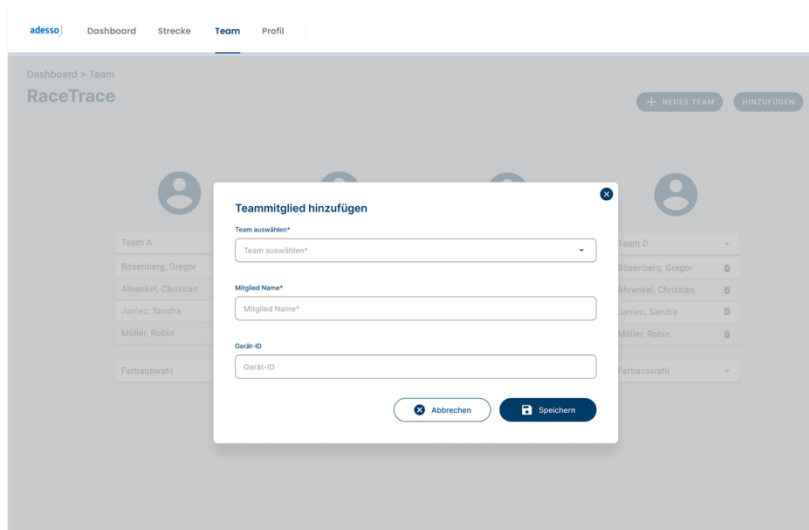 adesso Dashboard Strecke Team Profil
Dashboard > Team
RaceTrace
NEUES TEAM HINZUFÜGEN
Teammitglied hinzufügen
Team auswählen*
Team auswählen*
Mitglied Name*
Mitglied Name*
Gerät-ID
Gerät-ID
Abbrechen Speichern
Team A
Bösenberg, Gregor
Ahrenkel, Christian
Janiec, Sandra
Müller, Robin
Farbauswahl
Team D
Bösenberg, Gregor
Ahrenkel, Christian
Janiec, Sandra
Müller, Robin
Farbauswahl